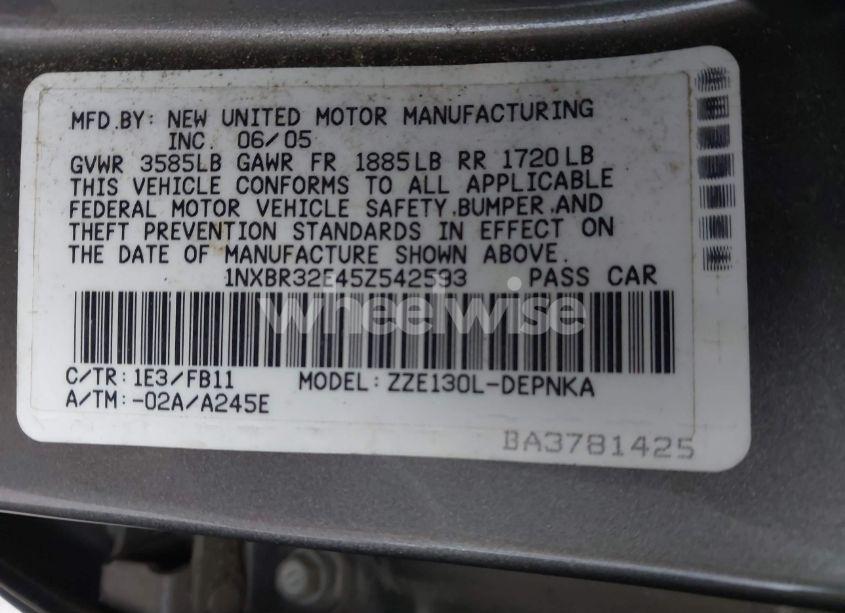 MFD.BY: NEW UNITED MOTOR MANUFACTURING
INC. 06/05
GVWR 3585LB GAWR FR 1885LB RR 1720LB
THIS VEHICLE CONFORMS TO ALL APPLICABLE
FEDERAL MOTOR VEHICLE SAFETY,BUMPER,AND
THEFT PREVENTION STANDARDS IN EFFECT ON
THE DATE OF MANUFACTURE SHOWN ABOVE.
1NXBR32E45Z542593 PASS CAR
wheelwise
C/TR: 1E3/FB11 MODEL: ZZE130L-DEPNKA
A/TM: -02A/A245E
BA3781425